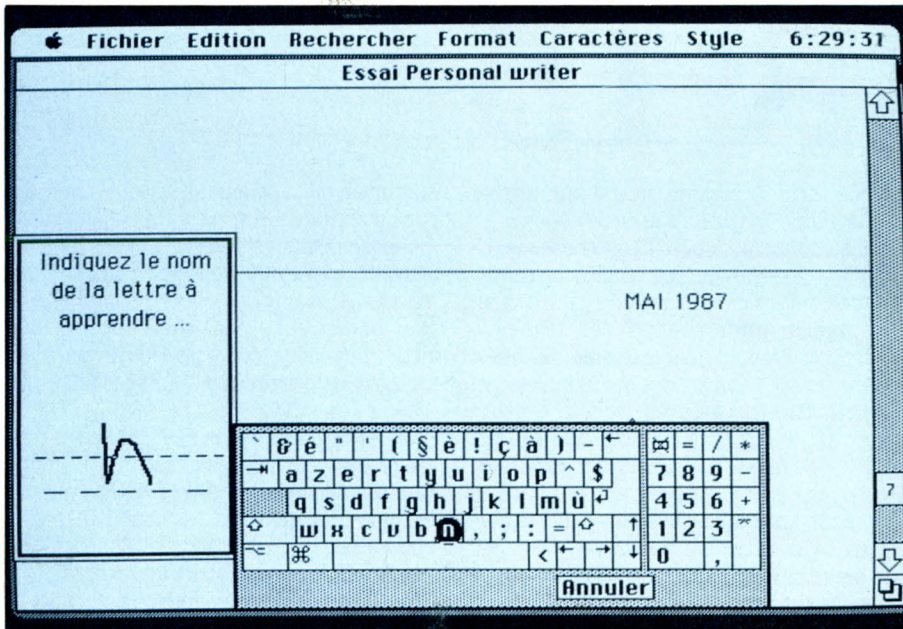 Fichier Edition Rechercher Format Caractères Style 6:29:31
Essai Personal writer
Indiquez le nom
de la lettre à
apprendre ...
MAI 1987
` & é " ' ( § è ! ç à ) - ← = / *
⇥ a z e r t y u i o p ^ $ 7 8 9 -
q s d f g h j k l m ù ↵ 4 5 6 +
⇧ w x c v b n , ; : = ⇧ ↑ 1 2 3 ⌤
⌥ ⌘ < ← → ↓ 0 ,
Annuler
7